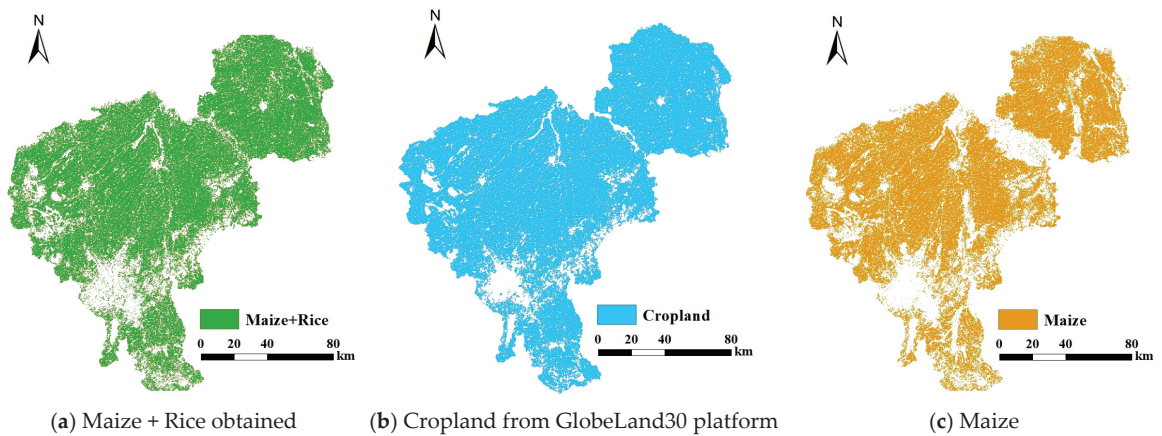 N
N
N
Maize+Rice
0 20 40 80
km
Cropland
0 20 40 80
km
Maize
0 20 40 80
km
(a) Maize + Rice obtained
(b) Cropland from GlobeLand30 platform
(c) Maize